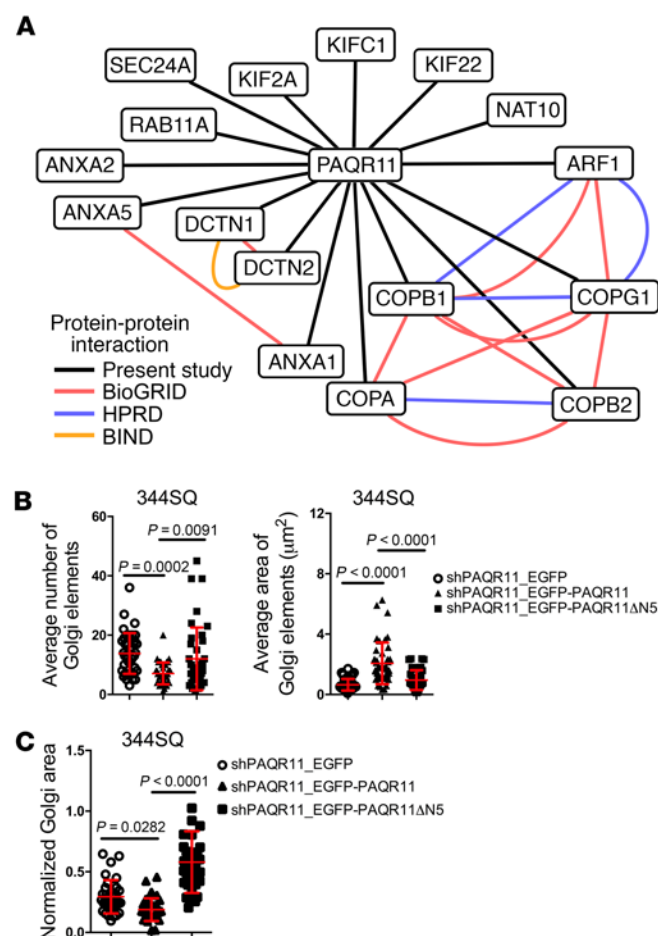 A
KIFC1
SEC24A
KIF2A
KIF22
RAB11A
NAT10
ANXA2
PAQR11
ARF1
ANXA5
DCTN1
DCTN2
COPB1
COPG1
Protein-protein
interaction
Present study
BioGRID
HPRD
BIND
ANXA1
COPA
COPB2
B
344SQ
Average number of
Golgi elements
60
40
20
0
P = 0.0091
P = 0.0002
344SQ
Average area of
Golgi elements (μm²)
12
8
4
0
P < 0.0001
P < 0.0001
shPAQR11_EGFP
shPAQR11_EGFP-PAQR11
shPAQR11_EGFP-PAQR11ΔN5
C
344SQ
Normalized Golgi area
1.5
1.0
0.5
0.0
P < 0.0001
P = 0.0282
shPAQR11_EGFP
shPAQR11_EGFP-PAQR11
shPAQR11_EGFP-PAQR11ΔN5